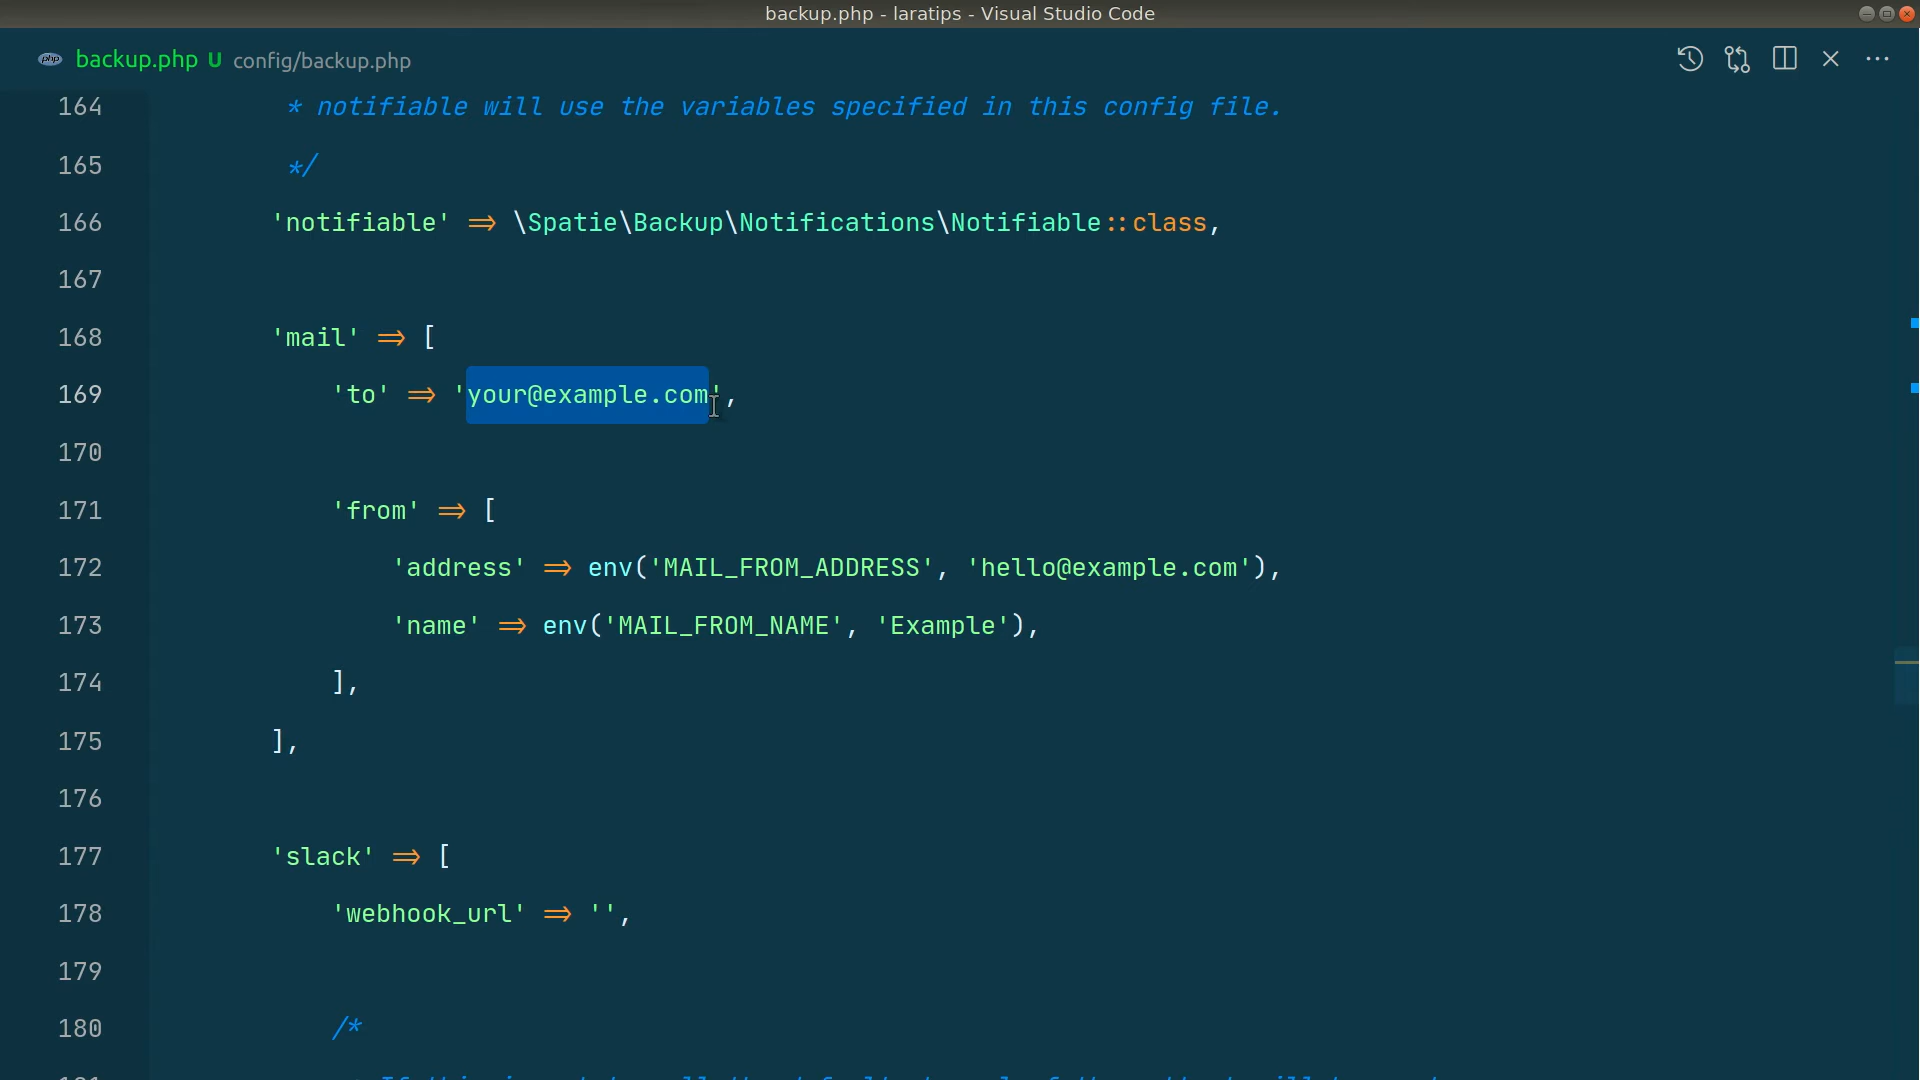 backup.php - laratips - Visual Studio Code
php backup.php U config/backup.php
164 * notifiable will use the variables specified in this config file.
165 */
166 'notifiable' => \Spatie\Backup\Notifications\Notifiable::class,
167
168 'mail' => [
169 'to' => 'your@example.com',
170
171 'from' => [
172 'address' => env('MAIL_FROM_ADDRESS', 'hello@example.com'),
173 'name' => env('MAIL_FROM_NAME', 'Example'),
174 ],
175 ],
176
177 'slack' => [
178 'webhook_url' => '',
179
180 /*